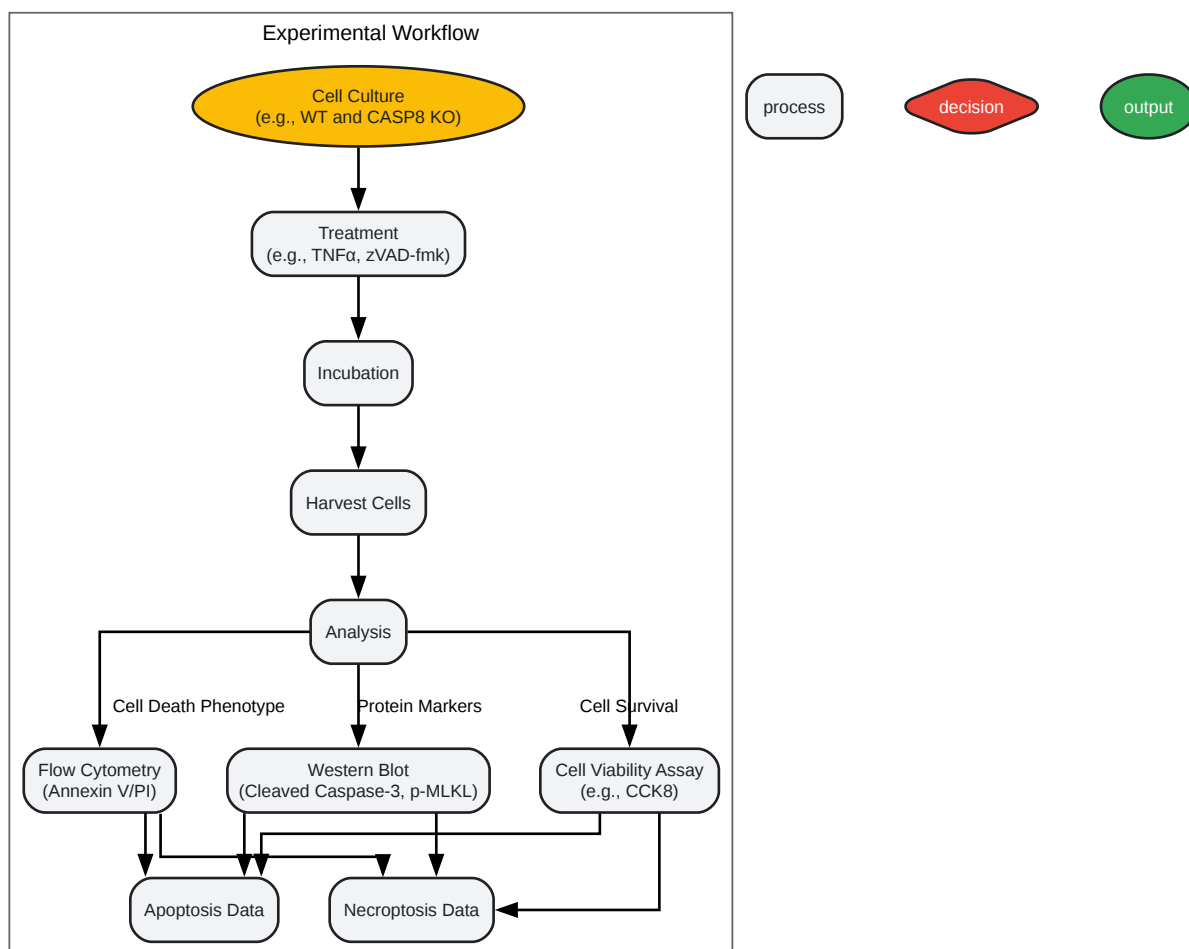 Experimental Workflow
Cell Culture
(e.g., WT and CASP8 KO)
process
decision
output
Treatment
(e.g., TNFα, zVAD-fmk)
Incubation
Harvest Cells
Analysis
Cell Death Phenotype
Protein Markers
Cell Survival
Flow Cytometry
(Annexin V/PI)
Western Blot
(Cleaved Caspase-3, p-MLKL)
Cell Viability Assay
(e.g., CCK8)
Apoptosis Data
Necroptosis Data